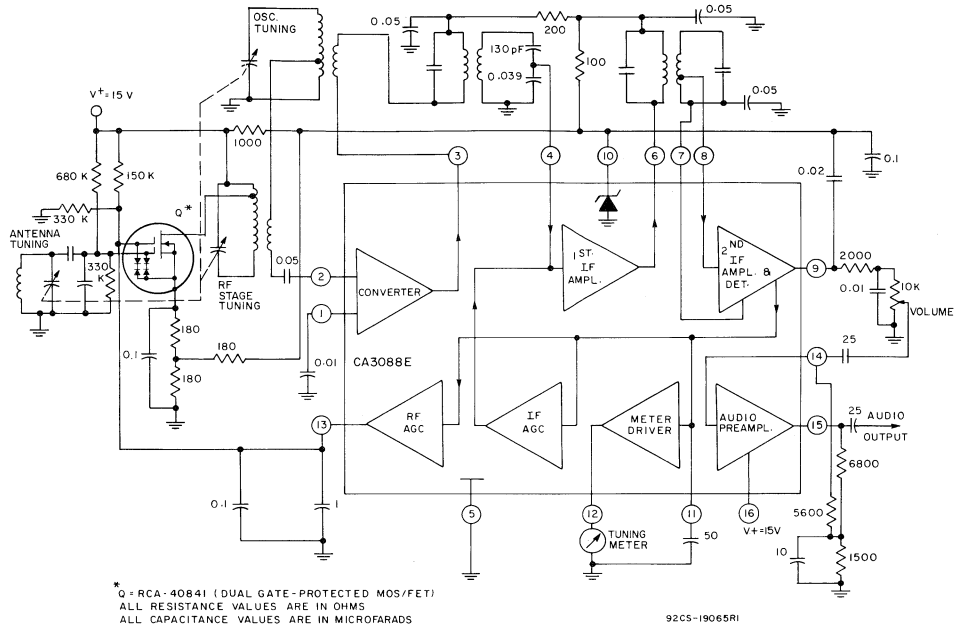 OSC.
TUNING
0.05
200
0.05
130 pF
0.039
100
0.05
V+=15 V
1000
3
4
10
6
7
8
0.1
680 K
150 K
0.02
330 K
Q*
ANTENNA
TUNING
330
K
0.05
RF
STAGE
TUNING
2
CONVERTER
1ST.
IF
AMPL.
2ND
IF
AMPL. &
DET.
9
2000
0.01
10K
VOLUME
1
180
0.1
180
180
0.01
CA3088E
14
25
13
RF
AGC
IF
AGC
METER
DRIVER
AUDIO
PREAMPL.
15
25
AUDIO
OUTPUT
6800
0.1
1
5
12
11
16
V+=15V
5600
TUNING
METER
50
10
1500
*
Q = RCA-40841 (DUAL GATE-PROTECTED MOS/FET)
ALL RESISTANCE VALUES ARE IN OHMS
ALL CAPACITANCE VALUES ARE IN MICROFARADS
92CS-19065R1